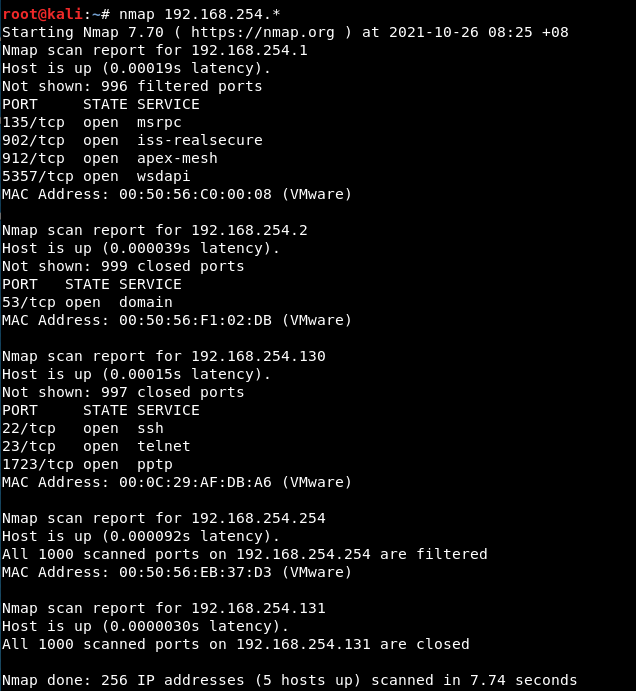 root@kali:~# nmap 192.168.254.*
Starting Nmap 7.70 ( https://nmap.org ) at 2021-10-26 08:25 +08
Nmap scan report for 192.168.254.1
Host is up (0.00019s latency).
Not shown: 996 filtered ports
PORT     STATE SERVICE
135/tcp  open  msrpc
902/tcp  open  iss-realsecure
912/tcp  open  apex-mesh
5357/tcp open  wsdapi
MAC Address: 00:50:56:C0:00:08 (VMware)

Nmap scan report for 192.168.254.2
Host is up (0.000039s latency).
Not shown: 999 closed ports
PORT   STATE SERVICE
53/tcp open  domain
MAC Address: 00:50:56:F1:02:DB (VMware)

Nmap scan report for 192.168.254.130
Host is up (0.00015s latency).
Not shown: 997 closed ports
PORT     STATE SERVICE
22/tcp   open  ssh
23/tcp   open  telnet
1723/tcp open  pptp
MAC Address: 00:0C:29:AF:DB:A6 (VMware)

Nmap scan report for 192.168.254.254
Host is up (0.000092s latency).
All 1000 scanned ports on 192.168.254.254 are filtered
MAC Address: 00:50:56:EB:37:D3 (VMware)

Nmap scan report for 192.168.254.131
Host is up (0.0000030s latency).
All 1000 scanned ports on 192.168.254.131 are closed

Nmap done: 256 IP addresses (5 hosts up) scanned in 7.74 seconds